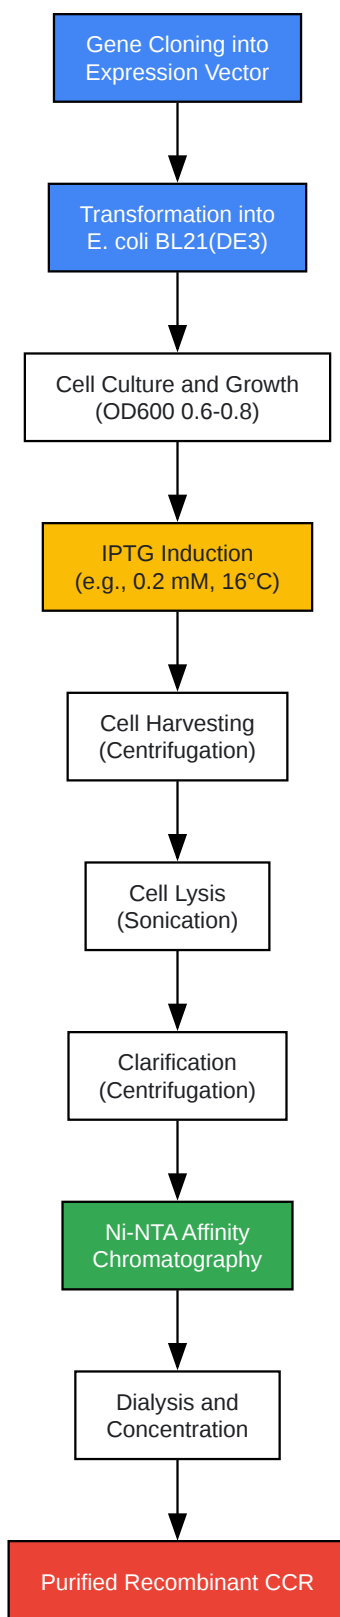 Gene Cloning into
Expression Vector
Transformation into
E. coli BL21(DE3)
Cell Culture and Growth
(OD600 0.6-0.8)
IPTG Induction
(e.g., 0.2 mM, 16°C)
Cell Harvesting
(Centrifugation)
Cell Lysis
(Sonication)
Clarification
(Centrifugation)
Ni-NTA Affinity
Chromatography
Dialysis and
Concentration
Purified Recombinant CCR